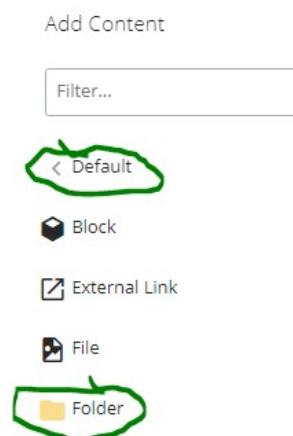 Add Content
Filter...
Default
Block
External Link
File
Folder